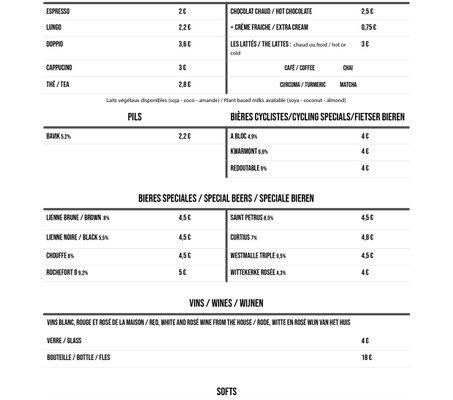 ESPRESSO 2 €
LUNGO 2,2 €
DOPPIO 3,6 €
CAPPUCINO 3 €
THÉ / TEA 2,8 €
CHOCOLAT CHAUD / HOT CHOCOLATE 2,5 €
+ CRÈME FRAICHE / EXTRA CREAM 0,75 €
LES LATTÉS / THE LATTES : chaud ou froid / hot or 3 €
cold
CAFÉ / COFFEE CHAI
CURCUMA / TURMERIC MATCHA
Laits végétaux disponibles (soja - coco - amande) / Plant based milks available (soya - coconut - almond)
PILS
BAVIK 5,2% 2,2 €
BIÈRES CYCLISTES/CYCLING SPECIALS/FIETSER BIEREN
A BLOC 4,9% 4 €
KWARMONT 6,6% 4 €
REDOUTABLE 0% 4 €
BIERES SPECIALES / SPECIAL BEERS / SPECIALE BIEREN
LIENNE BRUNE / BROWN 8% 4,5 €
LIENNE NOIRE / BLACK 5,5% 4,5 €
CHOUFFE 8% 4,5 €
ROCHEFORT 8 9,2% 5 €
SAINT PETRUS 8,5% 4,5 €
CURTIUS 7% 4,8 €
WESTMALLE TRIPLE 9,5% 4,5 €
WITTEKERKE ROSÉE 4,3% 4 €
VINS / WINES / WIJNEN
VINS BLANC, ROUGE ET ROSÉ DE LA MAISON / RED, WHITE AND ROSÉ WINE FROM THE HOUSE / RODE, WITTE EN ROSÉ WIJN VAN HET HUIS
VERRE / GLASS 4 €
BOUTEILLE / BOTTLE / FLES 18 €
SOFTS